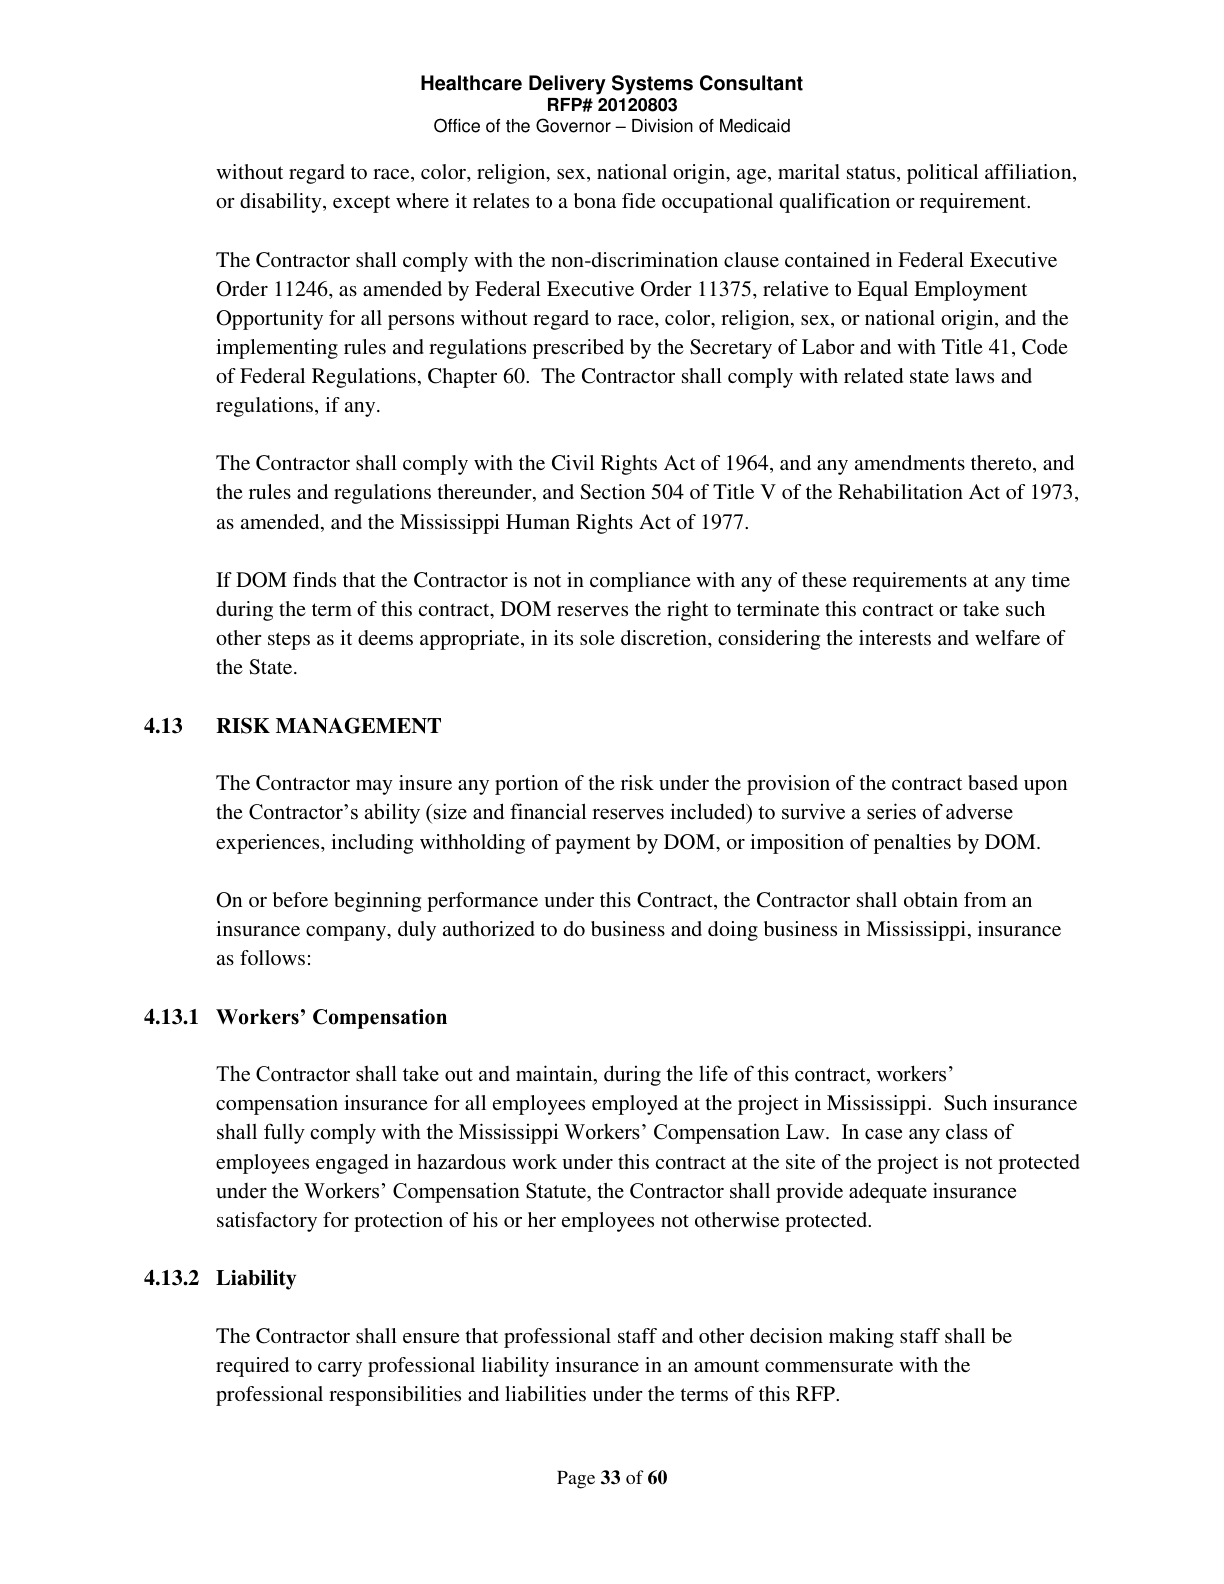 Healthcare Delivery Systems Consultant
RFP# 20120803
Office of the Governor – Division of Medicaid
without regard to race, color, religion, sex, national origin, age, marital status, political affiliation,
or disability, except where it relates to a bona fide occupational qualification or requirement.
The Contractor shall comply with the non-discrimination clause contained in Federal Executive
Order 11246, as amended by Federal Executive Order 11375, relative to Equal Employment
Opportunity for all persons without regard to race, color, religion, sex, or national origin, and the
implementing rules and regulations prescribed by the Secretary of Labor and with Title 41, Code
of Federal Regulations, Chapter 60.  The Contractor shall comply with related state laws and
regulations, if any.
The Contractor shall comply with the Civil Rights Act of 1964, and any amendments thereto, and
the rules and regulations thereunder, and Section 504 of Title V of the Rehabilitation Act of 1973,
as amended, and the Mississippi Human Rights Act of 1977.
If DOM finds that the Contractor is not in compliance with any of these requirements at any time
during the term of this contract, DOM reserves the right to terminate this contract or take such
other steps as it deems appropriate, in its sole discretion, considering the interests and welfare of
the State.
4.13 RISK MANAGEMENT
The Contractor may insure any portion of the risk under the provision of the contract based upon
the Contractor’s ability (size and financial reserves included) to survive a series of adverse
experiences, including withholding of payment by DOM, or imposition of penalties by DOM.
On or before beginning performance under this Contract, the Contractor shall obtain from an
insurance company, duly authorized to do business and doing business in Mississippi, insurance
as follows:
4.13.1 Workers’ Compensation
The Contractor shall take out and maintain, during the life of this contract, workers’
compensation insurance for all employees employed at the project in Mississippi.  Such insurance
shall fully comply with the Mississippi Workers’ Compensation Law.  In case any class of
employees engaged in hazardous work under this contract at the site of the project is not protected
under the Workers’ Compensation Statute, the Contractor shall provide adequate insurance
satisfactory for protection of his or her employees not otherwise protected.
4.13.2 Liability
The Contractor shall ensure that professional staff and other decision making staff shall be
required to carry professional liability insurance in an amount commensurate with the
professional responsibilities and liabilities under the terms of this RFP.
Page 33 of 60